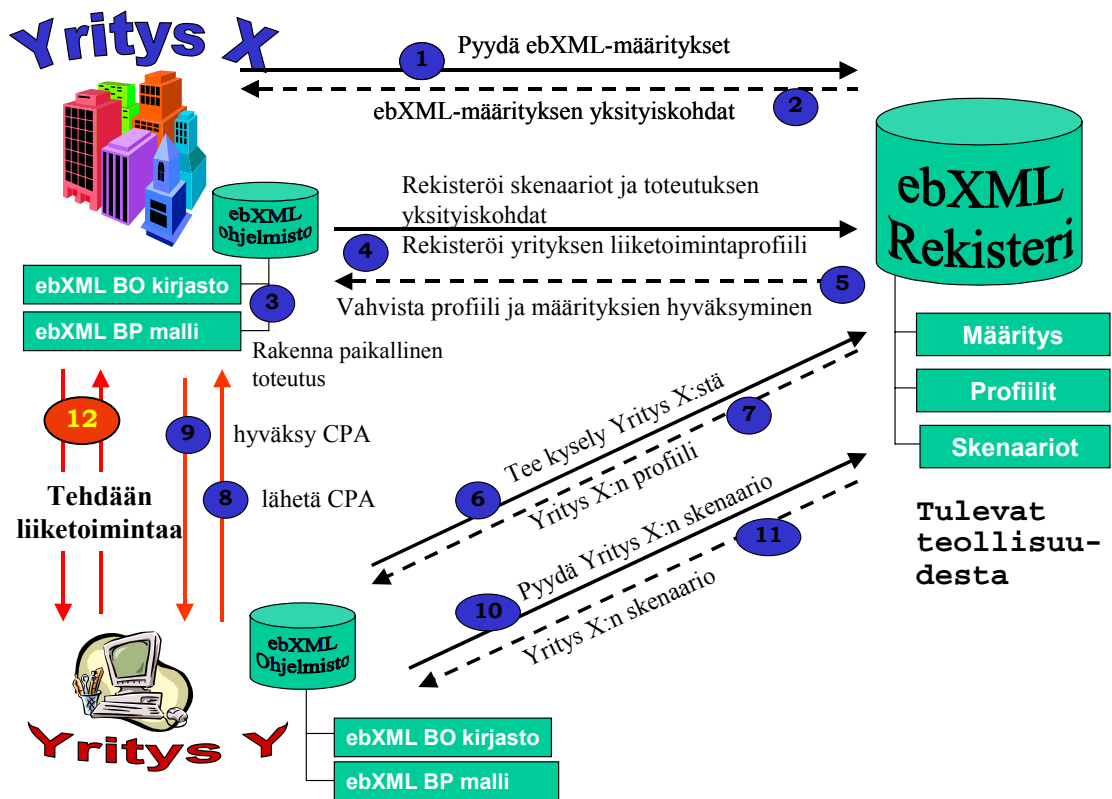 Yritys X
1
Pyydä ebXML-määritykset
2
ebXML-määrityksen yksityiskohdat
ebXML
Rekisteri
ebXML
Ohjelmisto
Rekisteröi skenaariot ja toteutuksen
yksityiskohdat
4
Rekisteröi yrityksen liiketoimintaprofiili
5
Vahvista profiili ja määrityksien hyväksyminen
ebXML BO kirjasto
3
ebXML BP malli
Rakenna paikallinen
toteutus
Määritys
Profiilit
Skenaariot
Tulevat
teollisuu-
desta
12
Tehdään
liiketoimintaa
9
hyväksy CPA
8
lähetä CPA
6
Tee kysely Yritys X:stä
7
Yritys X:n profiili
10
Pyydä Yritys X:n skenaario
11
Yritys X:n skenaario
ebXML
Ohjelmisto
Yritys Y
ebXML BO kirjasto
ebXML BP malli